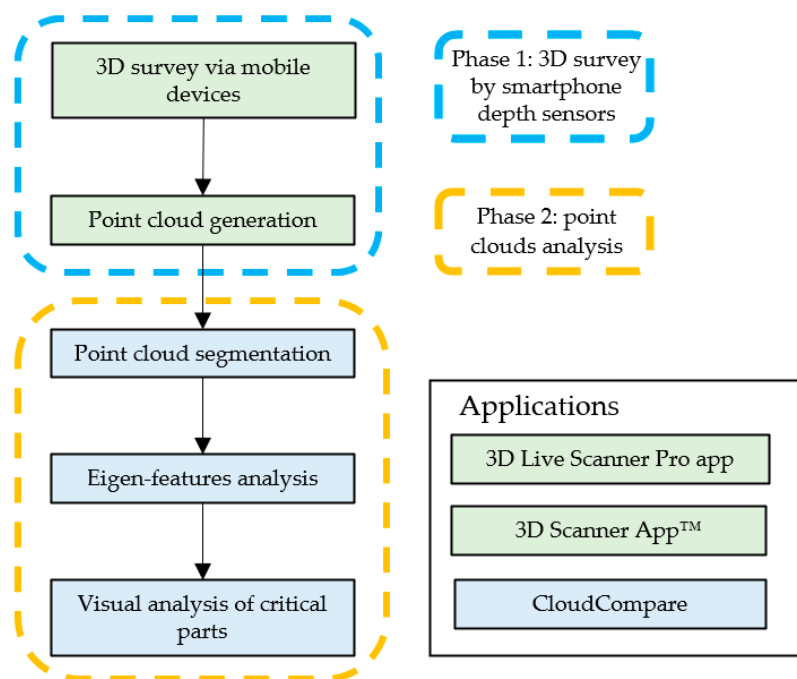 3D survey via mobile
devices
Point cloud generation
Point cloud segmentation
Eigen-features analysis
Visual analysis of critical
parts
Phase 1: 3D survey
by smartphone
depth sensors
Phase 2: point
clouds analysis
Applications
3D Live Scanner Pro app
3D Scanner App™
CloudCompare